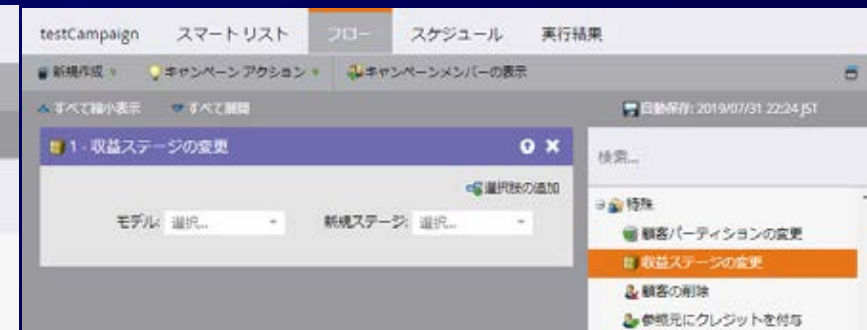 testCampaign スマート リスト フロー スケジュール 実行結果
新規作成 キャンペーン アクション キャンペーンメンバーの表示
すべて縮小表示 すべて展開 自動保存: 2019/07/31 22:24 JST
1 - 収益ステージの変更
検索...
選択肢の追加
特殊
モデル: 選択... 新規ステージ: 選択...
顧客パーティションの変更
収益ステージの変更
顧客の削除
参照元にクレジットを付与